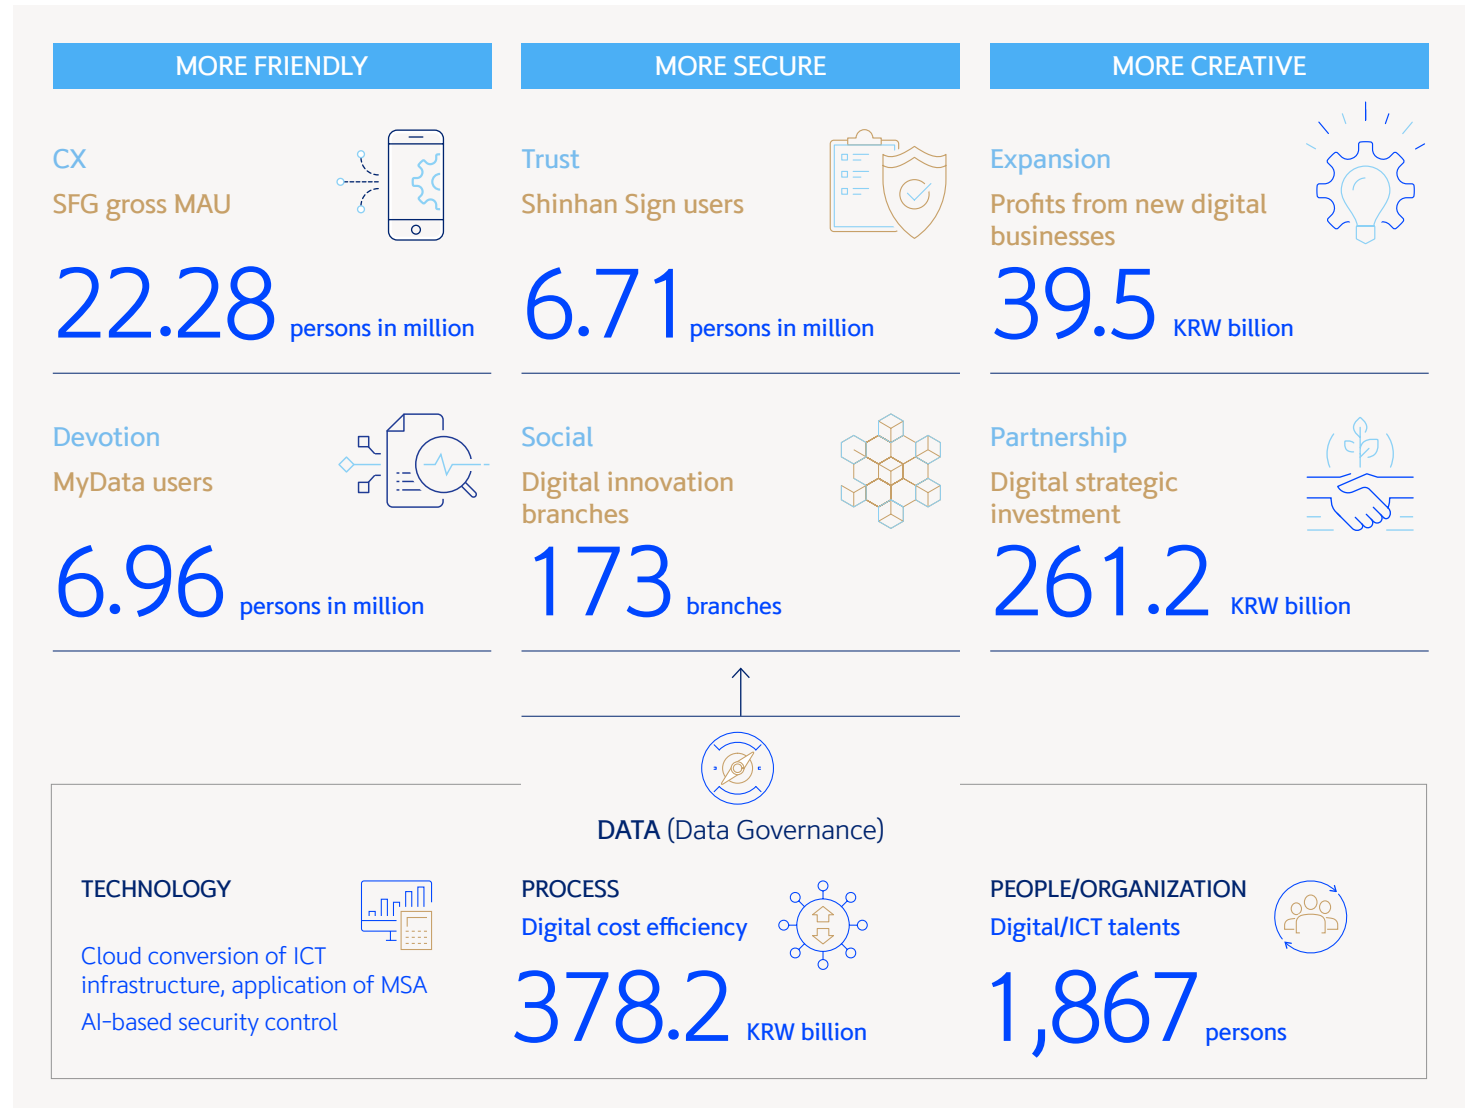 MORE FRIENDLY
MORE SECURE
MORE CREATIVE
CX
SFG gross MAU
22.28 persons in million
Trust
Shinhan Sign users
6.71 persons in million
Expansion
Profits from new digital
businesses
39.5 KRW billion
Devotion
MyData users
6.96 persons in million
Social
Digital innovation
branches
173 branches
Partnership
Digital strategic
investment
261.2 KRW billion
DATA (Data Governance)
TECHNOLOGY
Cloud conversion of ICT
infrastructure, application of MSA
AI-based security control
PROCESS
Digital cost efficiency
378.2 KRW billion
PEOPLE/ORGANIZATION
Digital/ICT talents
1,867 persons